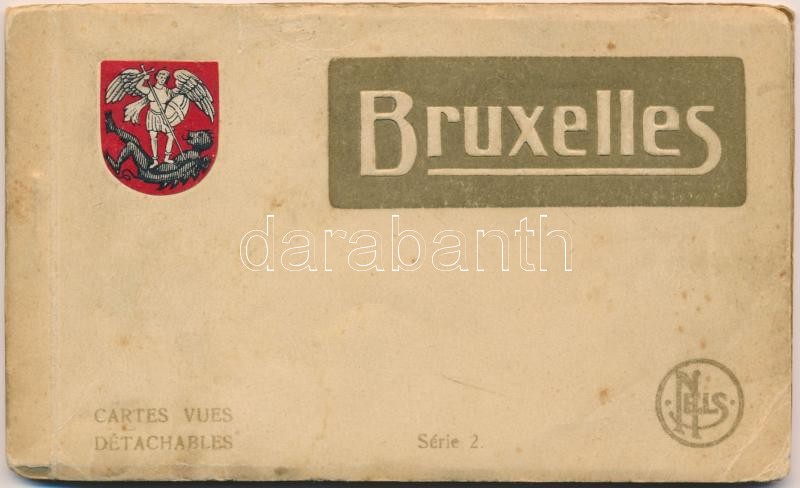 Bruxelles
darabanth
CARTES VUES
DÉTACHABLES
Série 2.
NELS